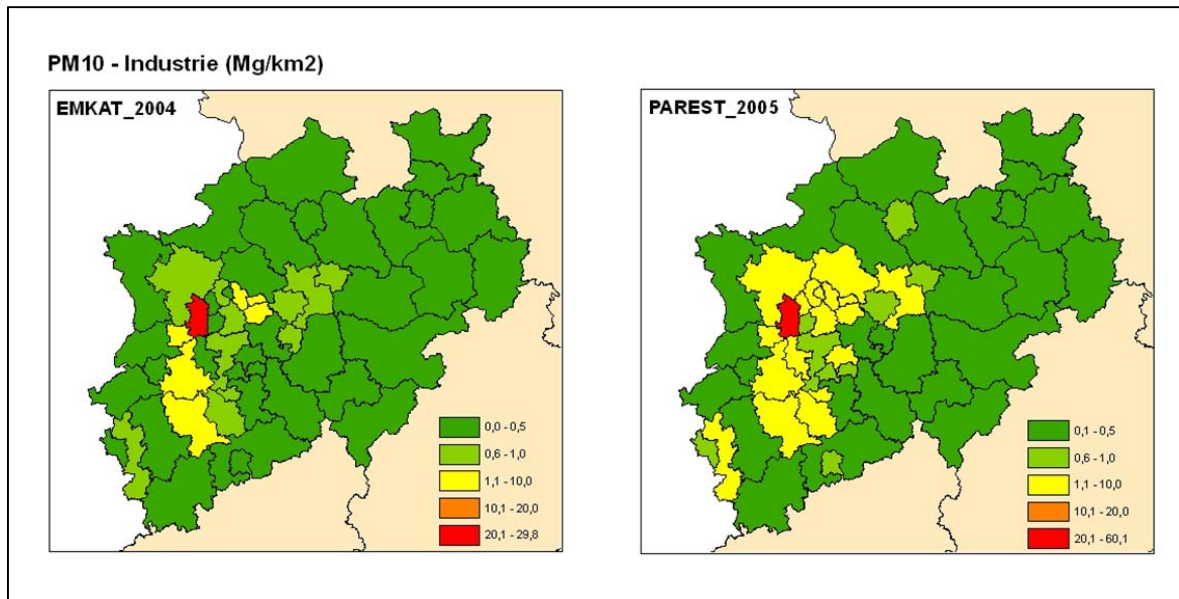 PM10 - Industrie (Mg/km2)
EMKAT_2004
0,0 - 0,5
0,6 - 1,0
1,1 - 10,0
10,1 - 20,0
20,1 - 29,8
PAREST_2005
0,1 - 0,5
0,6 - 1,0
1,1 - 10,0
10,1 - 20,0
20,1 - 60,1